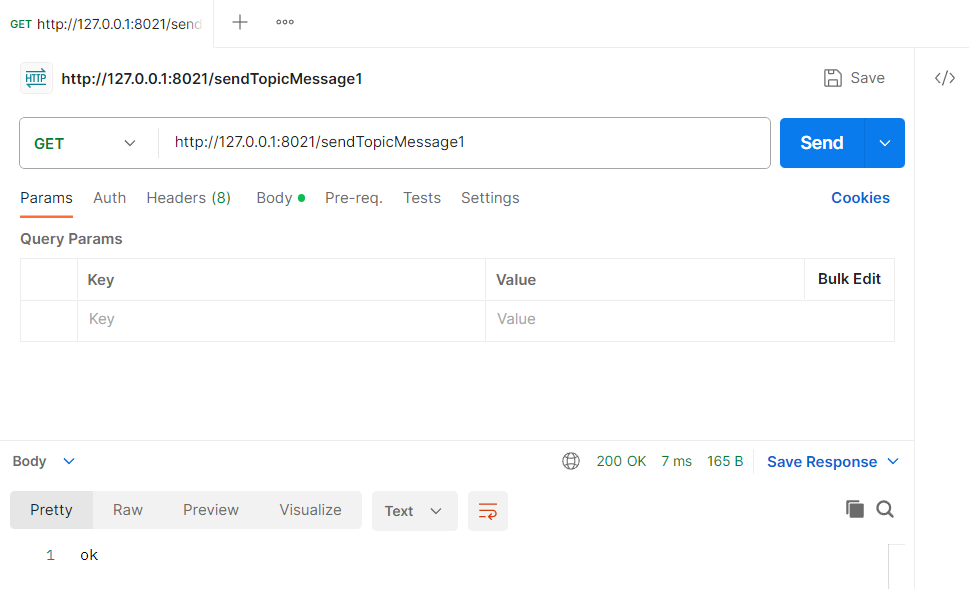 GET http://127.0.0.1:8021/send
HTTP http://127.0.0.1:8021/sendTopicMessage1 Save </>
GET http://127.0.0.1:8021/sendTopicMessage1 Send
Params Auth Headers (8) Body Pre-req. Tests Settings Cookies
Query Params
Key Value Bulk Edit
Key Value
Body 200 OK 7 ms 165 B Save Response
Pretty Raw Preview Visualize Text
1 ok